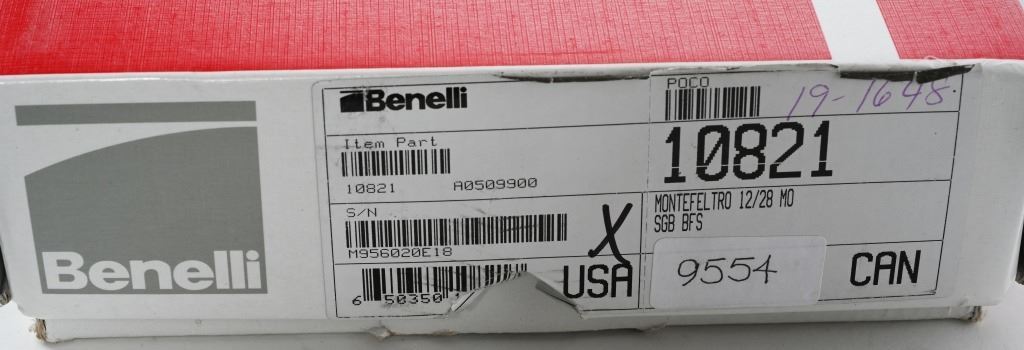 Benelli
Benelli
Item Part
10821 A0509900
S/N
M956020E18
6 50350
X
USA
POCO
19-1648
10821
MONTEFELTRO 12/28 MO
SGB BFS
9554
CAN